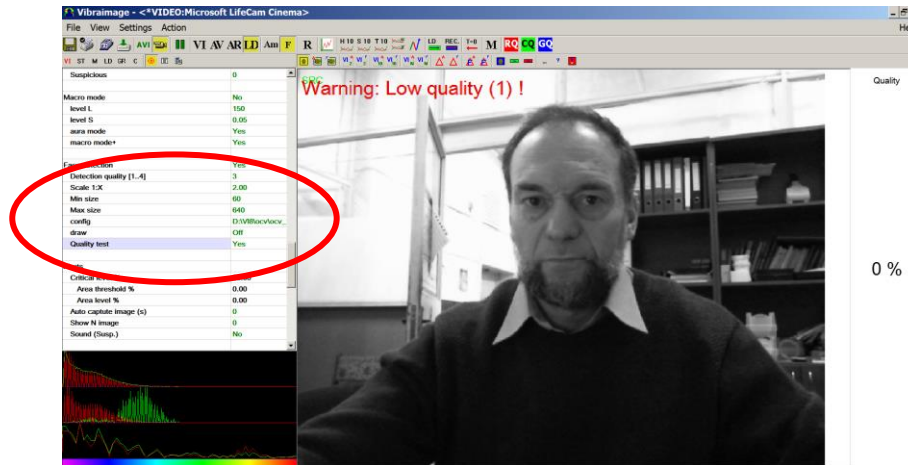 Vibraimage - <*VIDEO:Microsoft LifeCam Cinema>
File View Settings Action He
AVI VI AV AR LD Am F R H 10 S 10 T 10 LD REC. T=0 M RQ CQ GQ
VI ST M LD GR C
Suspicious 0
Macro mode No
level L 150
level S 0.05
aura mode Yes
macro mode+ Yes
Yes
Detection quality [1..4] 3
Scale 1:X 2.00
Min size 60
Max size 640
config
draw Off
Quality test Yes
Area threshold % 0.00
Area level % 0.00
Auto captute image (s) 0
Show N image 0
Sound (Susp.) No
Warning: Low quality (1) !
Quality
0 %